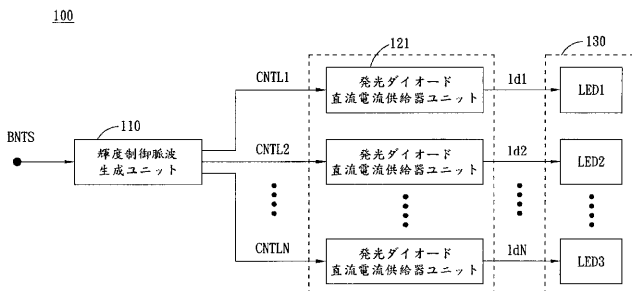 100
121
130
CNTL1
発光ダイオード
直流電流供給器ユニット
ld1
LED1
BNTS
110
輝度制御脈波
生成ユニット
CNTL2
発光ダイオード
直流電流供給器ユニット
ld2
LED2
CNTLN
発光ダイオード
直流電流供給器ユニット
ldN
LED3